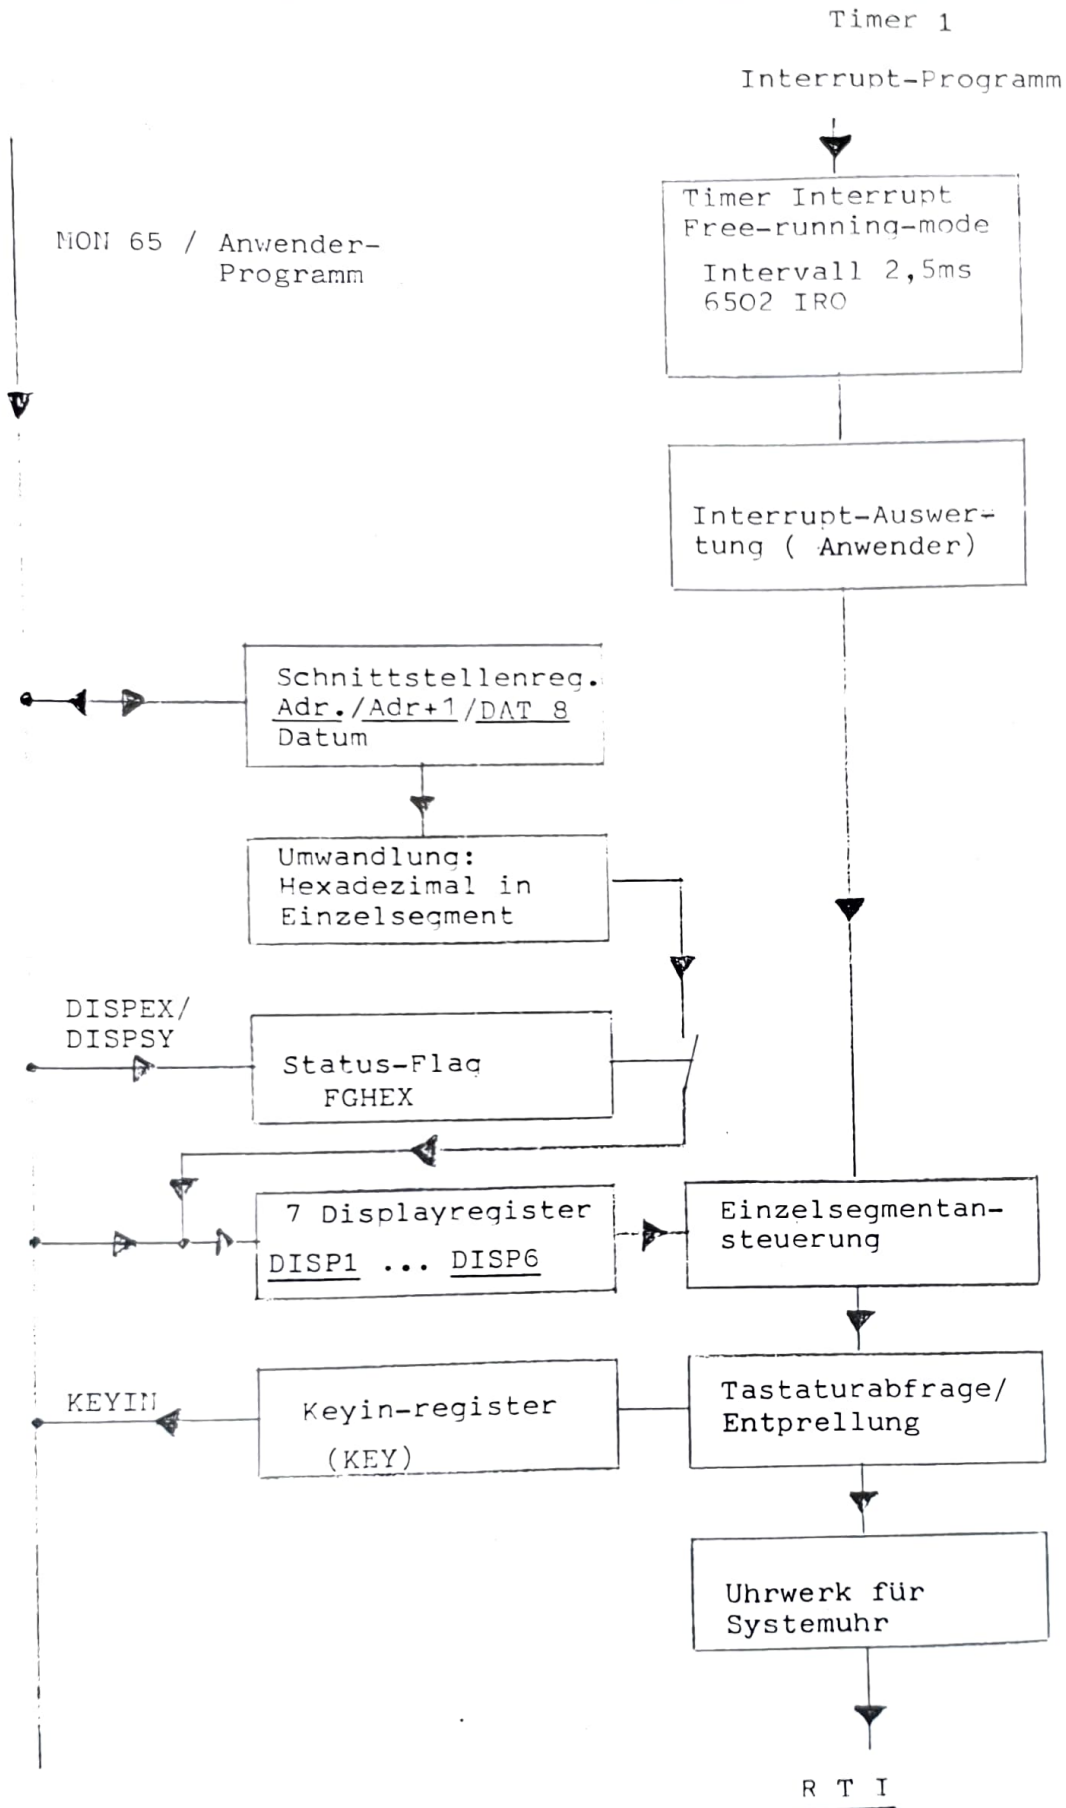 Timer 1
Interrupt-Programm
Timer Interrupt
Free-running-mode
Intervall 2,5ms
6502 IRQ
MON 65 / Anwender-
Programm
Interrupt-Auswer-
tung ( Anwender)
Schnittstellenreg.
Adr./Adr+1/DAT 8
Datum
Umwandlung:
Hexadezimal in
Einzelsegment
DISPEX/
DISPSY
Status-Flag
FGHEX
7 Displayregister
DISP1 ... DISP6
Einzelsegmentan-
steuerung
KEYIN
Keyin-register
(KEY)
Tastaturabfrage/
Entprellung
Uhrwerk für
Systemuhr
R T I